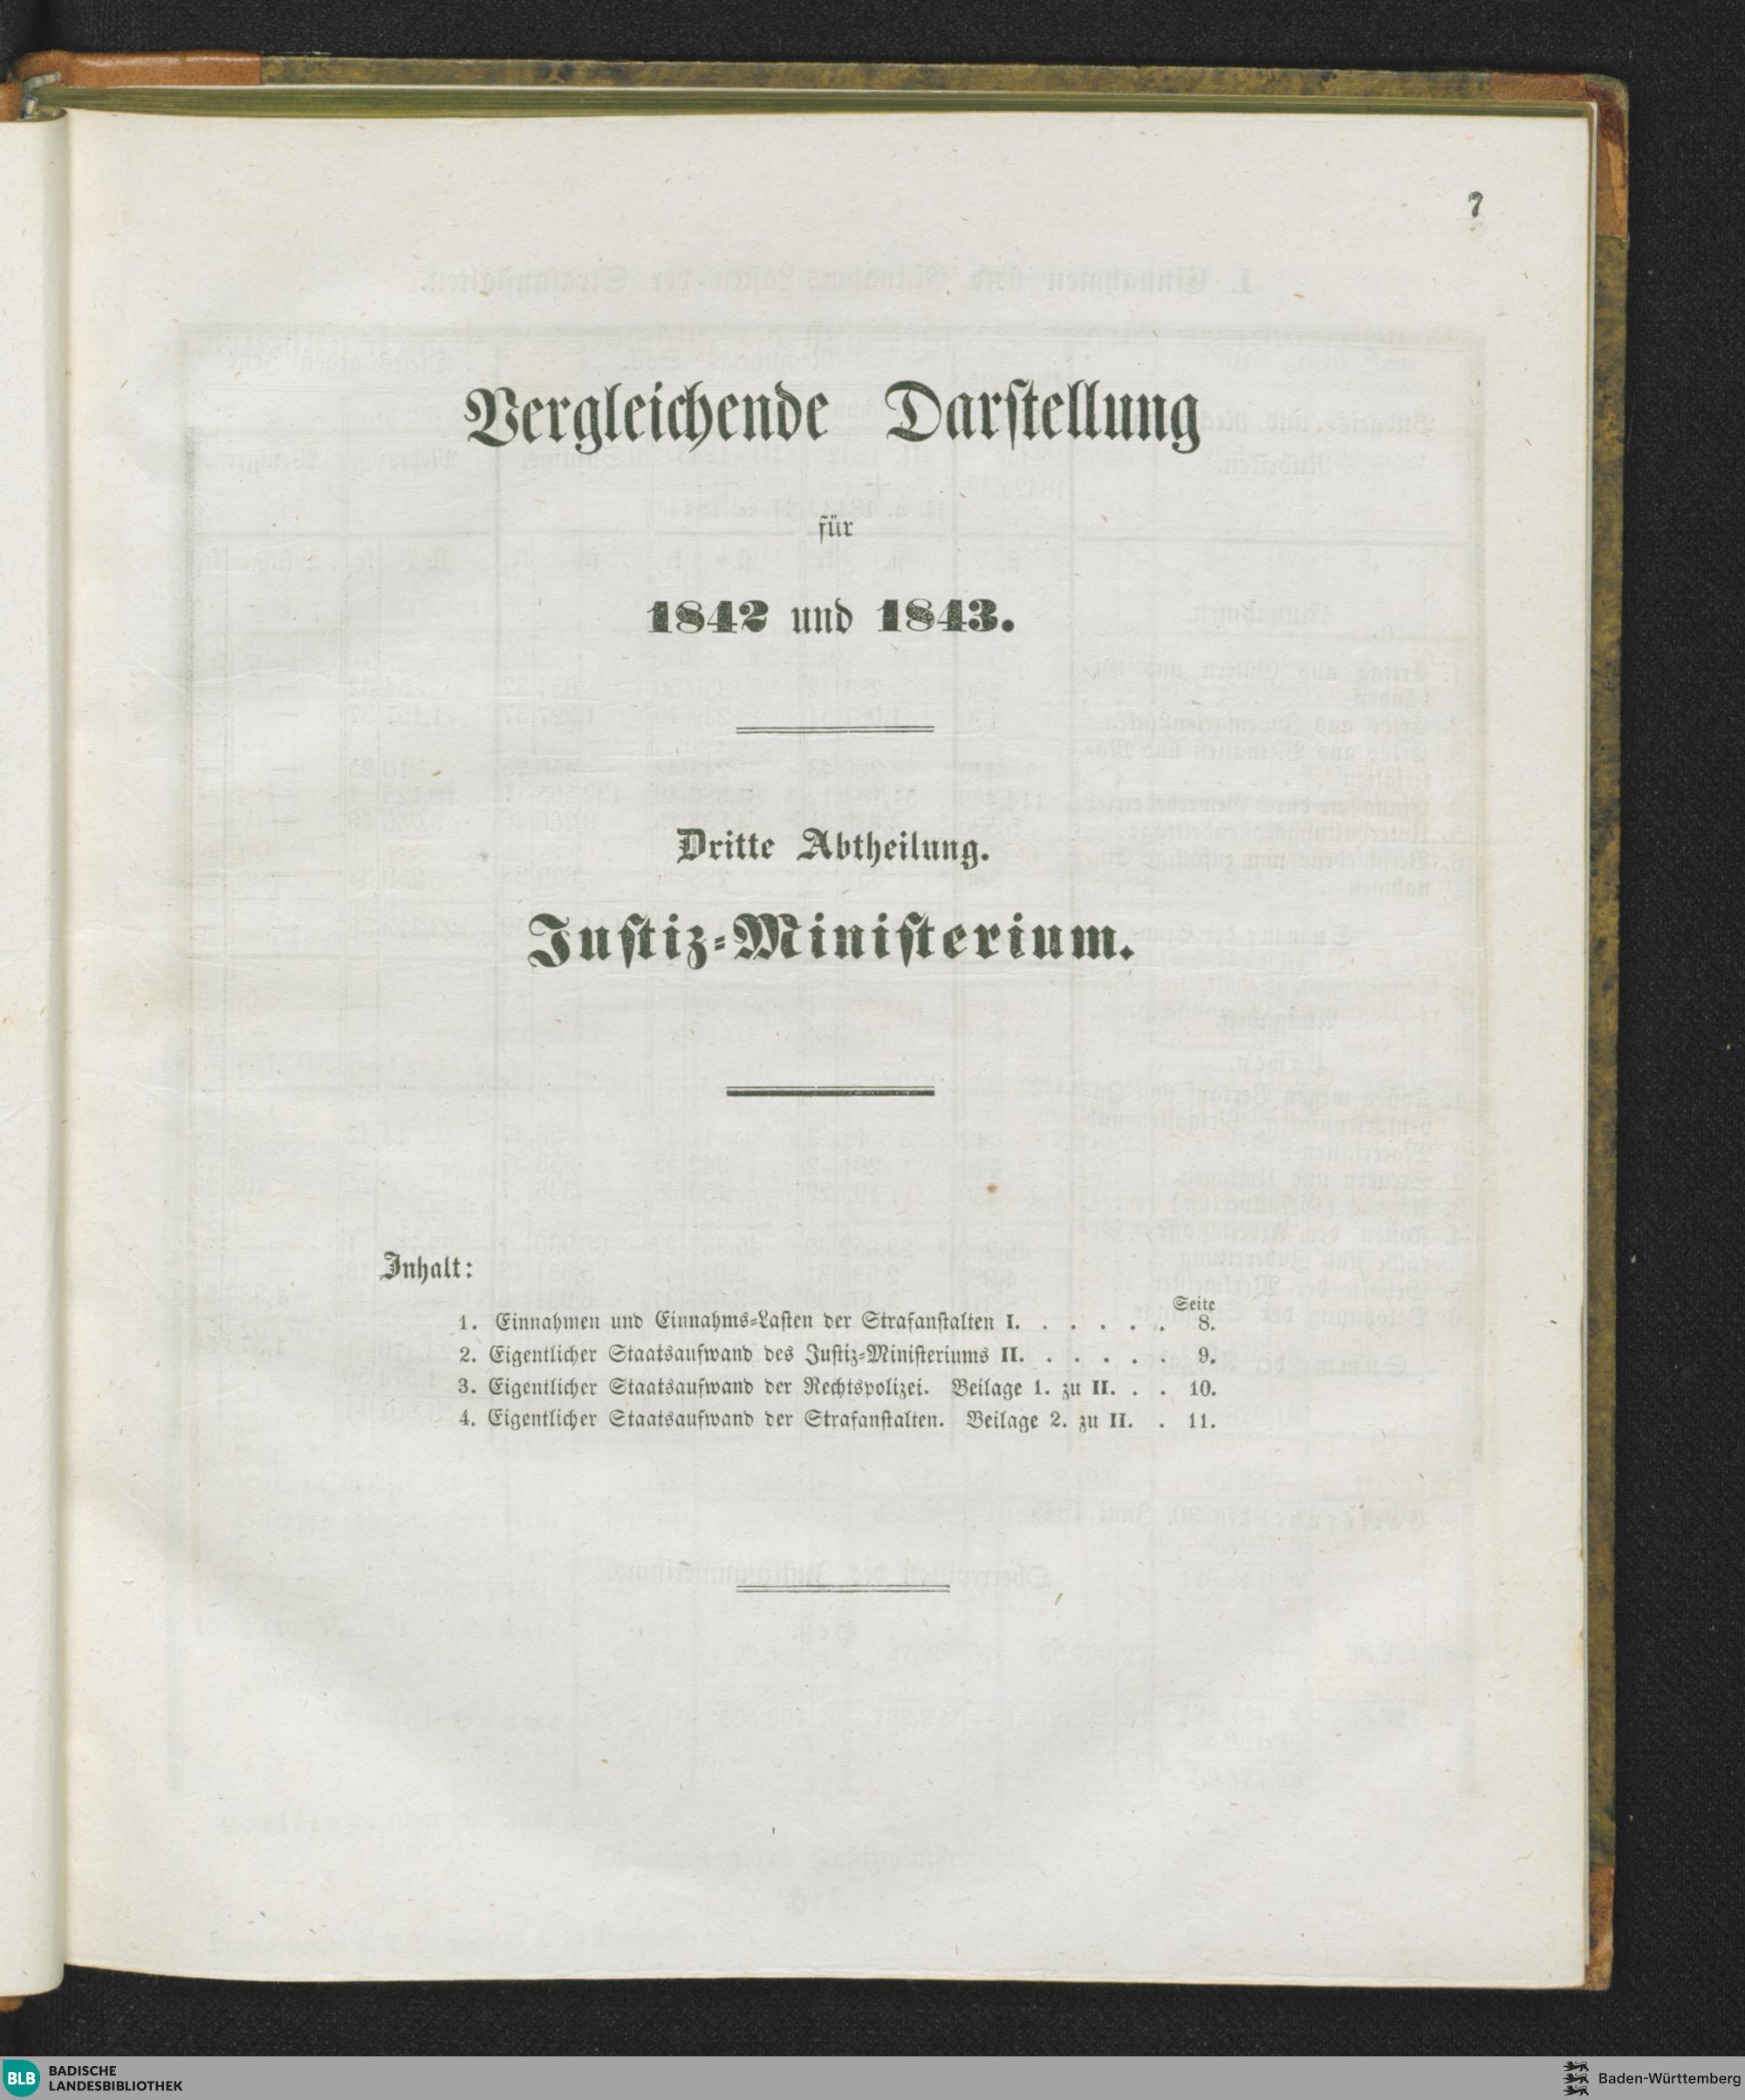 7
Vergleichende Darstellung
für
1842 und 1843.
Dritte Abtheilung.
Justiz=Ministerium.
Inhalt:
Seite
1. Einnahmen und Einnahms=Lasten der Strafanstalten I. . . . . . 8.
2. Eigentlicher Staatsaufwand des Justiz=Ministeriums II. . . . . . 9.
3. Eigentlicher Staatsaufwand der Rechtspolizei. Beilage 1. zu II. . . 10.
4. Eigentlicher Staatsaufwand der Strafanstalten. Beilage 2. zu II. . 11.
BLB BADISCHE
LANDESBIBLIOTHEK
Baden-Württemberg